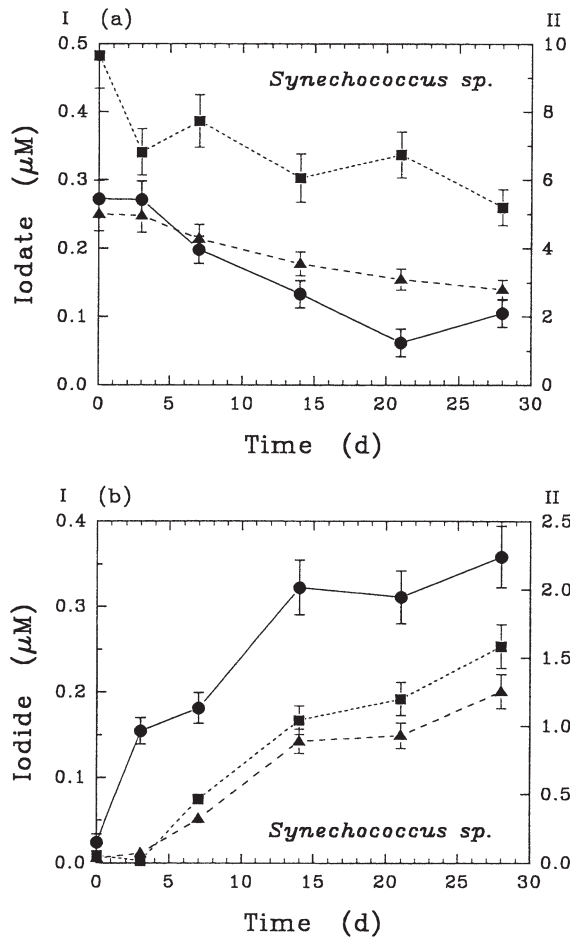 I (a) II
Synechococcus sp.
0.5
0.4
0.3
0.2
0.1
0.0
Iodate (μM)
10
8
6
4
2
0
0 5 10 15 20 25 30
Time (d)
I (b) II
0.4
0.3
0.2
0.1
0.0
Iodide (μM)
2.5
2.0
1.5
1.0
0.5
0.0
Synechococcus sp.
0 5 10 15 20 25 30
Time (d)